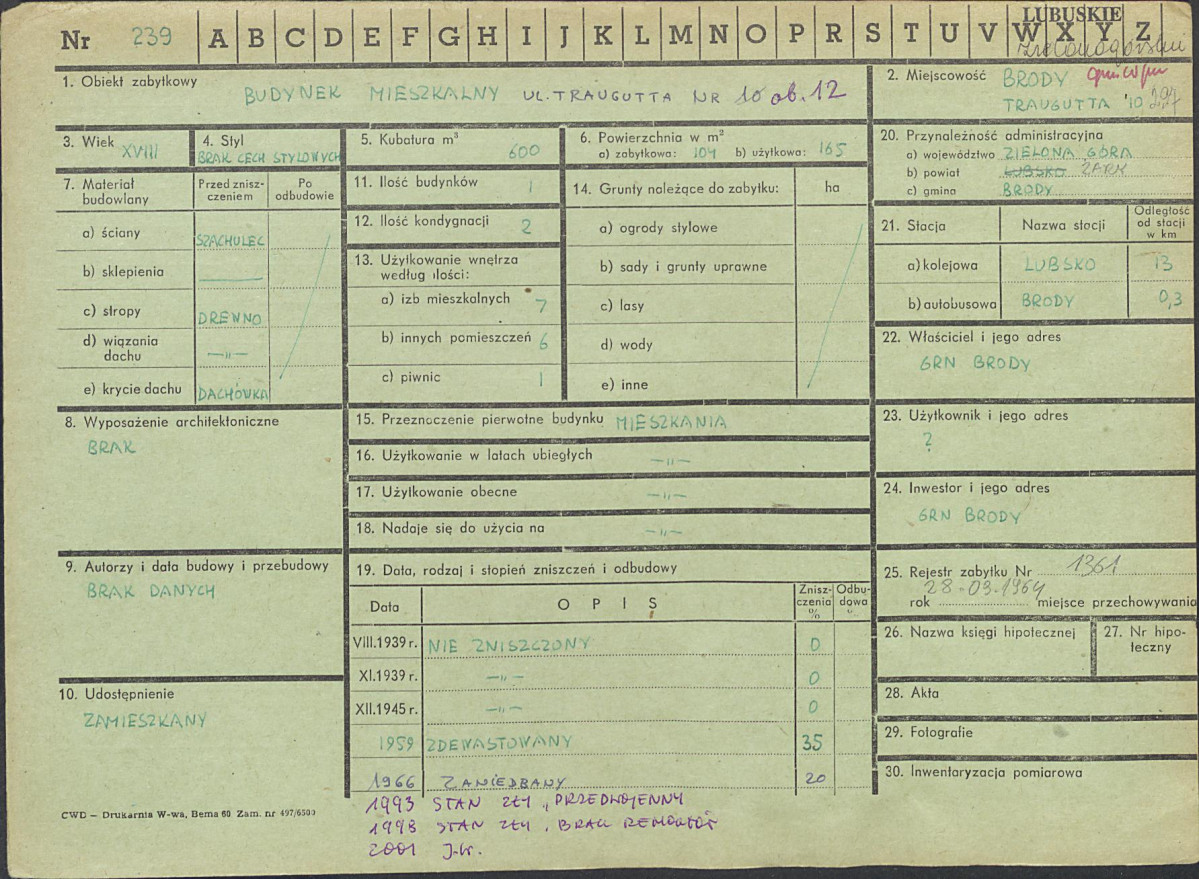 LUBUSKIE
Nr 239 A B C D E F G H I J K L M N O P R S T U V W X Y Z
1. Obiekt zabytkowy
BUDYNEK MIESZKALNY UL. TRAUGUTTA NR 10 ob. 12
2. Miejscowość BRODY
TRAUGUTTA 10
3. Wiek XVIII
4. Styl
BRAK CECH STYLOWYCH
5. Kubatura m³
600
6. Powierzchnia w m²
a) zabytkowa: 104 b) użytkowa: 165
20. Przynależność administracyjna
a) województwo ZIELONA GÓRA
b) powiat LUBSKO ŻARY
c) gmina BRODY
7. Materiał budowlany
Przed zniszczeniem
Po odbudowie
a) ściany SZACHULEC
b) sklepienia —
c) stropy DREWNO
d) wiązania dachu —"—
e) krycie dachu DACHÓWKA
11. Ilość budynków 1
12. Ilość kondygnacji 2
13. Użytkowanie wnętrza
według ilości:
a) izb mieszkalnych 7
b) innych pomieszczeń 6
c) piwnic 1
14. Grunty należące do zabytku: ha
a) ogrody stylowe
b) sady i grunty uprawne
c) lasy
d) wody
e) inne
21. Stacja Nazwa stacji Odległość od stacji w km
a) kolejowa LUBSKO 13
b) autobusowa BRODY 0,3
22. Właściciel i jego adres
GRN BRODY
8. Wyposażenie architektoniczne
BRAK
15. Przeznaczenie pierwotne budynku MIESZKANIA
16. Użytkowanie w latach ubiegłych —"—
17. Użytkowanie obecne —"—
18. Nadaje się do użycia na —"—
23. Użytkownik i jego adres
?
24. Inwestor i jego adres
GRN BRODY
9. Autorzy i data budowy i przebudowy
BRAK DANYCH
19. Data, rodzaj i stopień zniszczeń i odbudowy
Data OPIS Zniszczenia % Odbudowa %
VIII.1939 r. NIE ZNISZCZONY 0
XI.1939 r. —"— 0
XII.1945 r. —"— 0
1959 ZDEWASTOWANY 35
1966 ZANIEDBANY 20
1993 STAN ZŁY, PRZEDWOJENNY
1998 STAN ZŁY, BRAK REMONTÓW
2001 J.W.
25. Rejestr zabytku Nr 1361
28.03.1964
rok miejsce przechowywania
26. Nazwa księgi hipotecznej
27. Nr hipoteczny
10. Udostępnienie
ZAMIESZKANY
28. Akta
29. Fotografie
30. Inwentaryzacja pomiarowa
CWD — Drukarnia W-wa, Bema 60 Zam. nr 497/6500